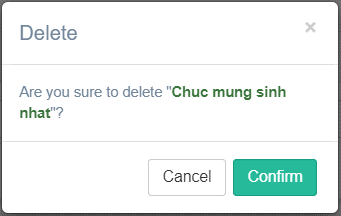 Delete ×
Are you sure to delete "Chuc mung sinh
nhat"?
Cancel Confirm